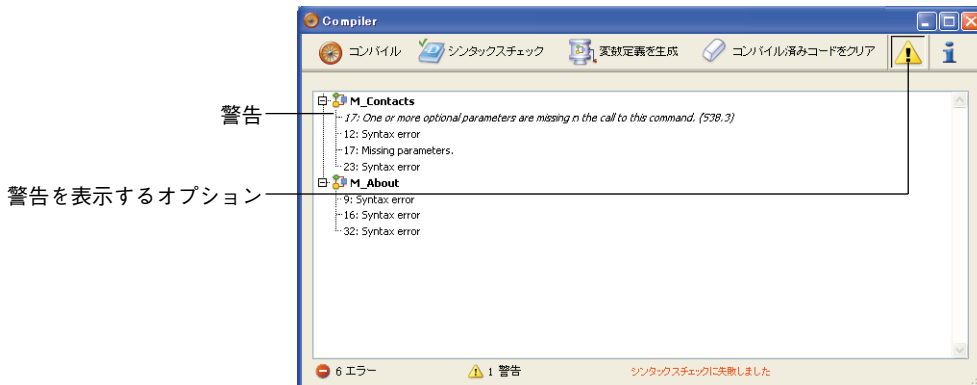 Compiler
コンパイル シンタックスチェック 変数定義を生成 コンパイル済みコードをクリア
M_Contacts
警告
17: One or more optional parameters are missing n the call to this command. (538.3)
12: Syntax error
17: Missing parameters.
23: Syntax error
M_About
警告を表示するオプション
9: Syntax error
16: Syntax error
32: Syntax error
6 エラー 1 警告 シンタックスチェックに失敗しました